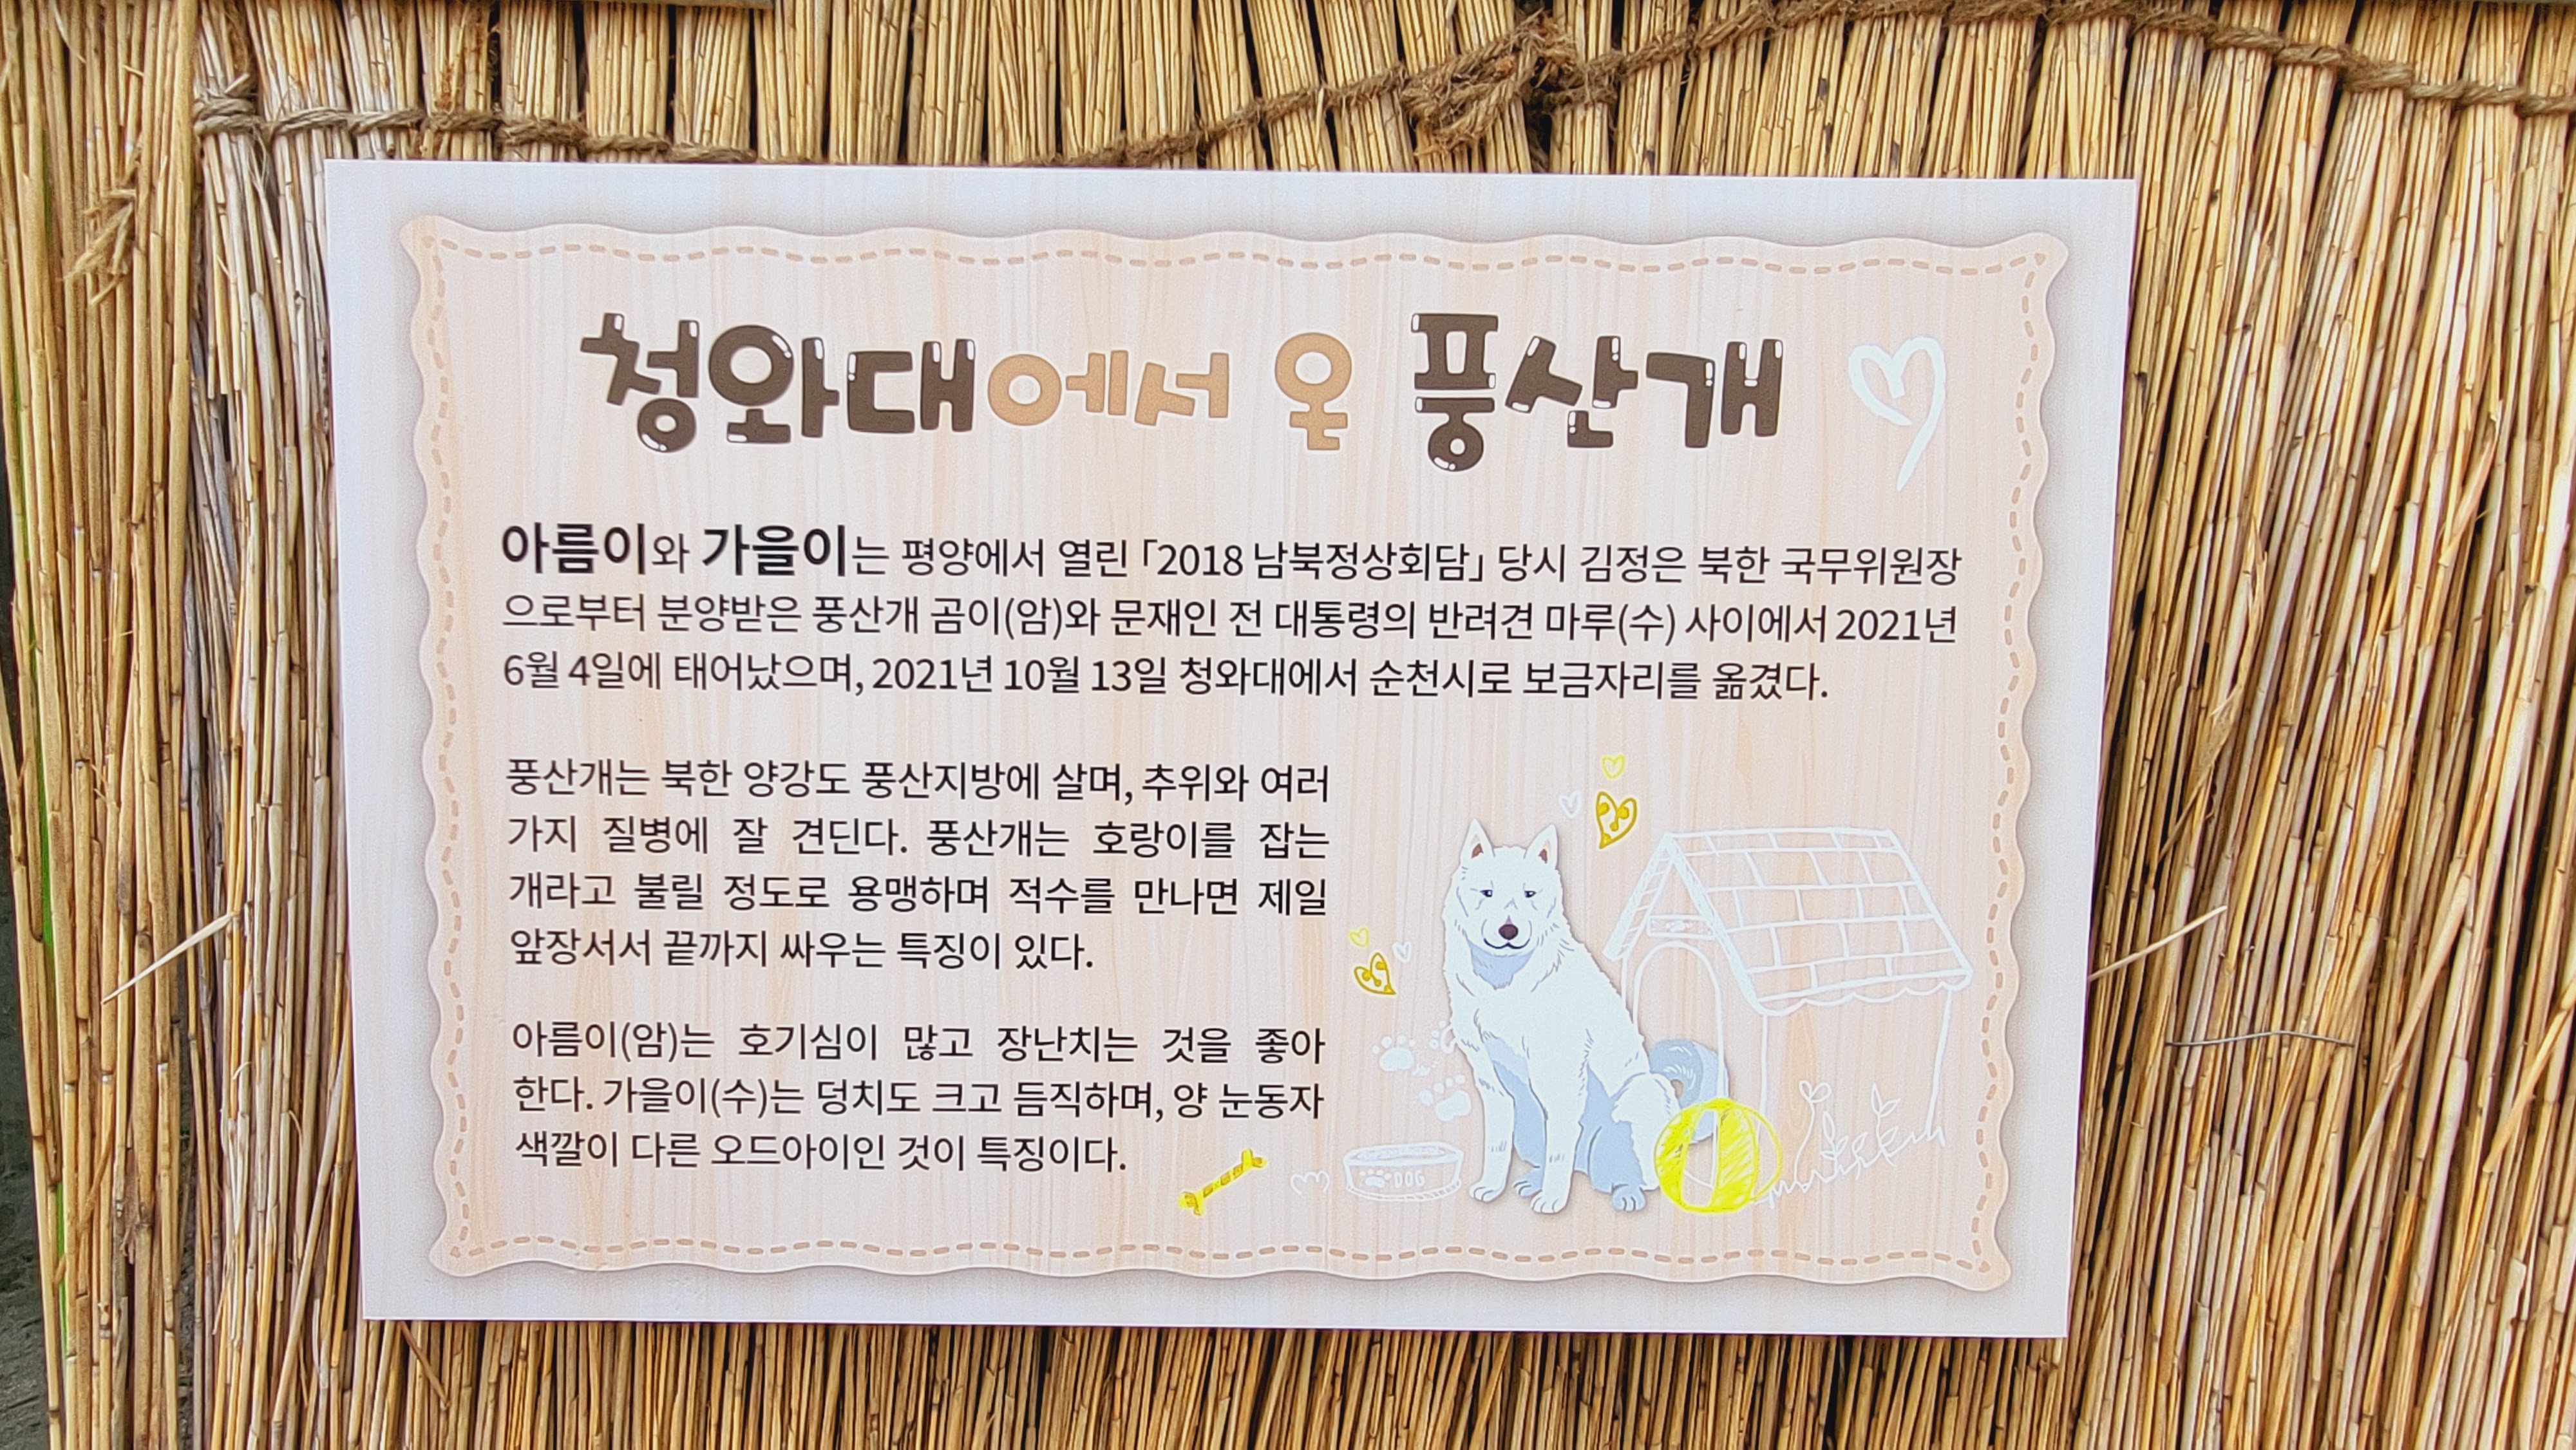 청와대에서 온 풍산개
아름이와 가을이는 평양에서 열린 「2018 남북정상회담」 당시 김정은 북한 국무위원장
으로부터 분양받은 풍산개 곰이(암)와 문재인 전 대통령의 반려견 마루(수) 사이에서 2021년
6월 4일에 태어났으며, 2021년 10월 13일 청와대에서 순천시로 보금자리를 옮겼다.
풍산개는 북한 양강도 풍산지방에 살며, 추위와 여러
가지 질병에 잘 견딘다. 풍산개는 호랑이를 잡는
개라고 불릴 정도로 용맹하며 적수를 만나면 제일
앞장서서 끝까지 싸우는 특징이 있다.
아름이(암)는 호기심이 많고 장난치는 것을 좋아
한다. 가을이(수)는 덩치도 크고 듬직하며, 양 눈동자
색깔이 다른 오드아이인 것이 특징이다.
DOG